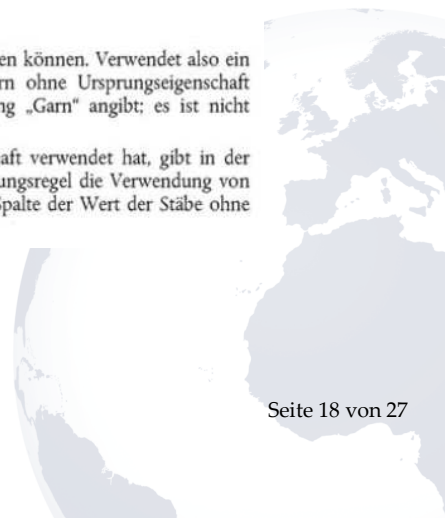 en können. Verwendet also ein
rn ohne Ursprungseigenschaft
ng „Garn“ angibt; es ist nicht
aft verwendet hat, gibt in der
ungsregel die Verwendung von
Spalte der Wert der Stäbe ohne
Seite 18 von 27